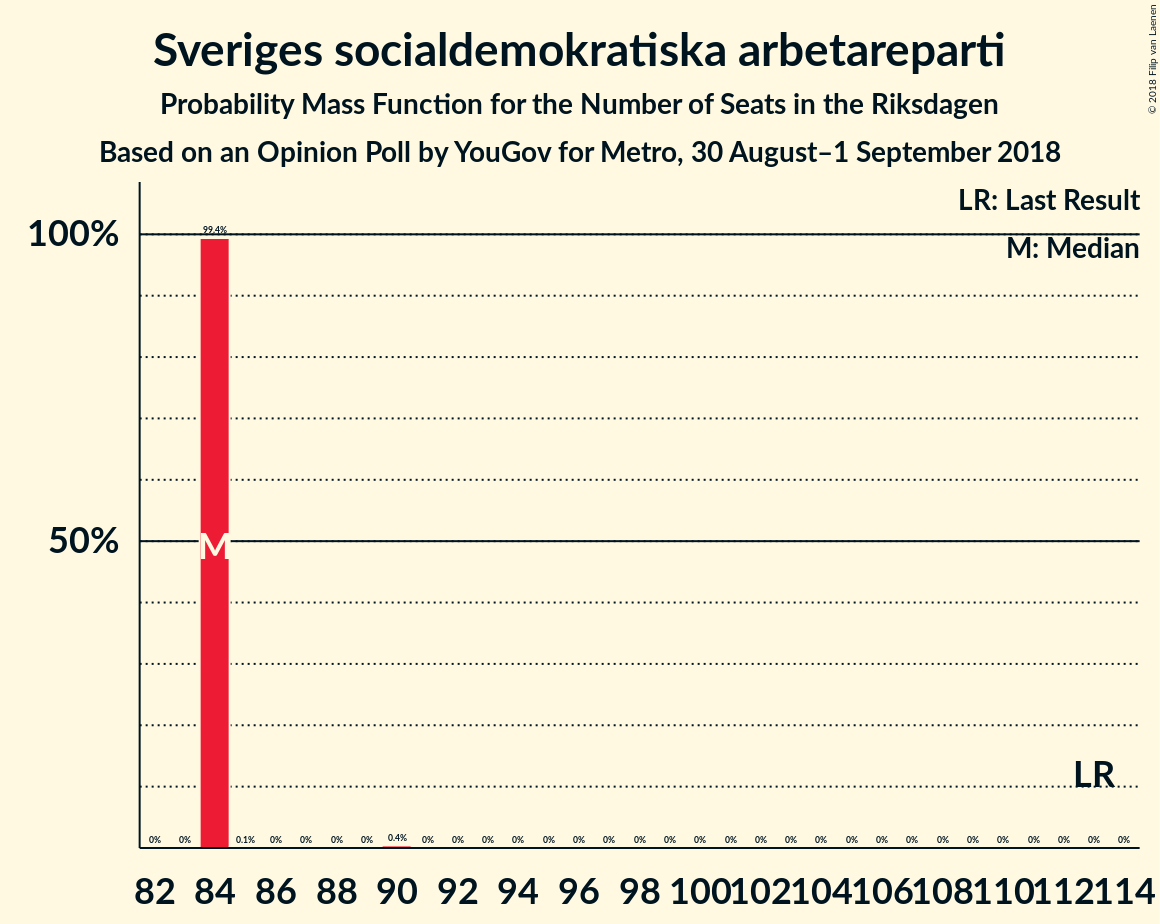 Sveriges socialdemokratiska arbetareparti
Probability Mass Function for the Number of Seats in the Riksdagen
Based on an Opinion Poll by YouGov for Metro, 30 August–1 September 2018
© 2018 Filip van Laenen
LR: Last Result
M: Median
100%
50%
99.4%
M
LR
0% 0% 0.1% 0% 0% 0% 0% 0.4% 0% 0% 0% 0% 0% 0% 0% 0% 0% 0% 0% 0% 0% 0% 0% 0% 0% 0% 0% 0% 0% 0% 0% 0%
82 84 86 88 90 92 94 96 98 100 102 104 106 108 110 112 114